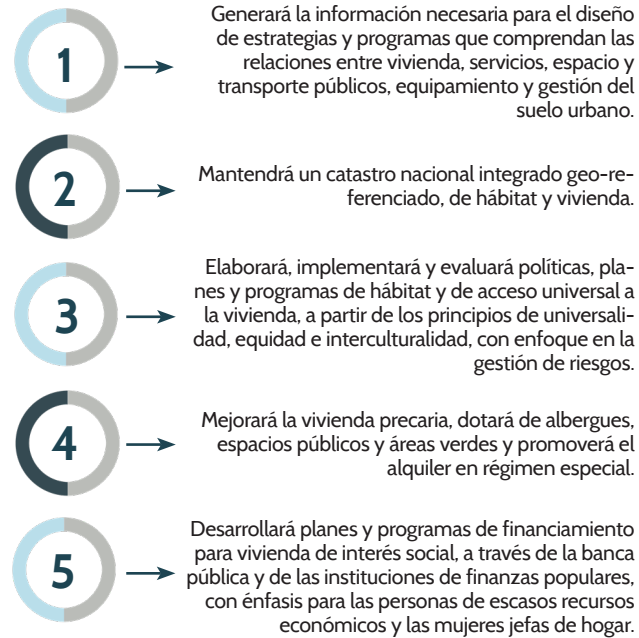 1
Generará la información necesaria para el diseño
de estrategias y programas que comprendan las
relaciones entre vivienda, servicios, espacio y
transporte públicos, equipamiento y gestión del
suelo urbano.
2
Mantendrá un catastro nacional integrado geo-re-
ferenciado, de hábitat y vivienda.
3
Elaborará, implementará y evaluará políticas, pla-
nes y programas de hábitat y de acceso universal a
la vivienda, a partir de los principios de universali-
dad, equidad e interculturalidad, con enfoque en la
gestión de riesgos.
4
Mejorará la vivienda precaria, dotará de albergues,
espacios públicos y áreas verdes y promoverá el
alquiler en régimen especial.
5
Desarrollará planes y programas de financiamiento
para vivienda de interés social, a través de la banca
pública y de las instituciones de finanzas populares,
con énfasis para las personas de escasos recursos
económicos y las mujeres jefas de hogar.